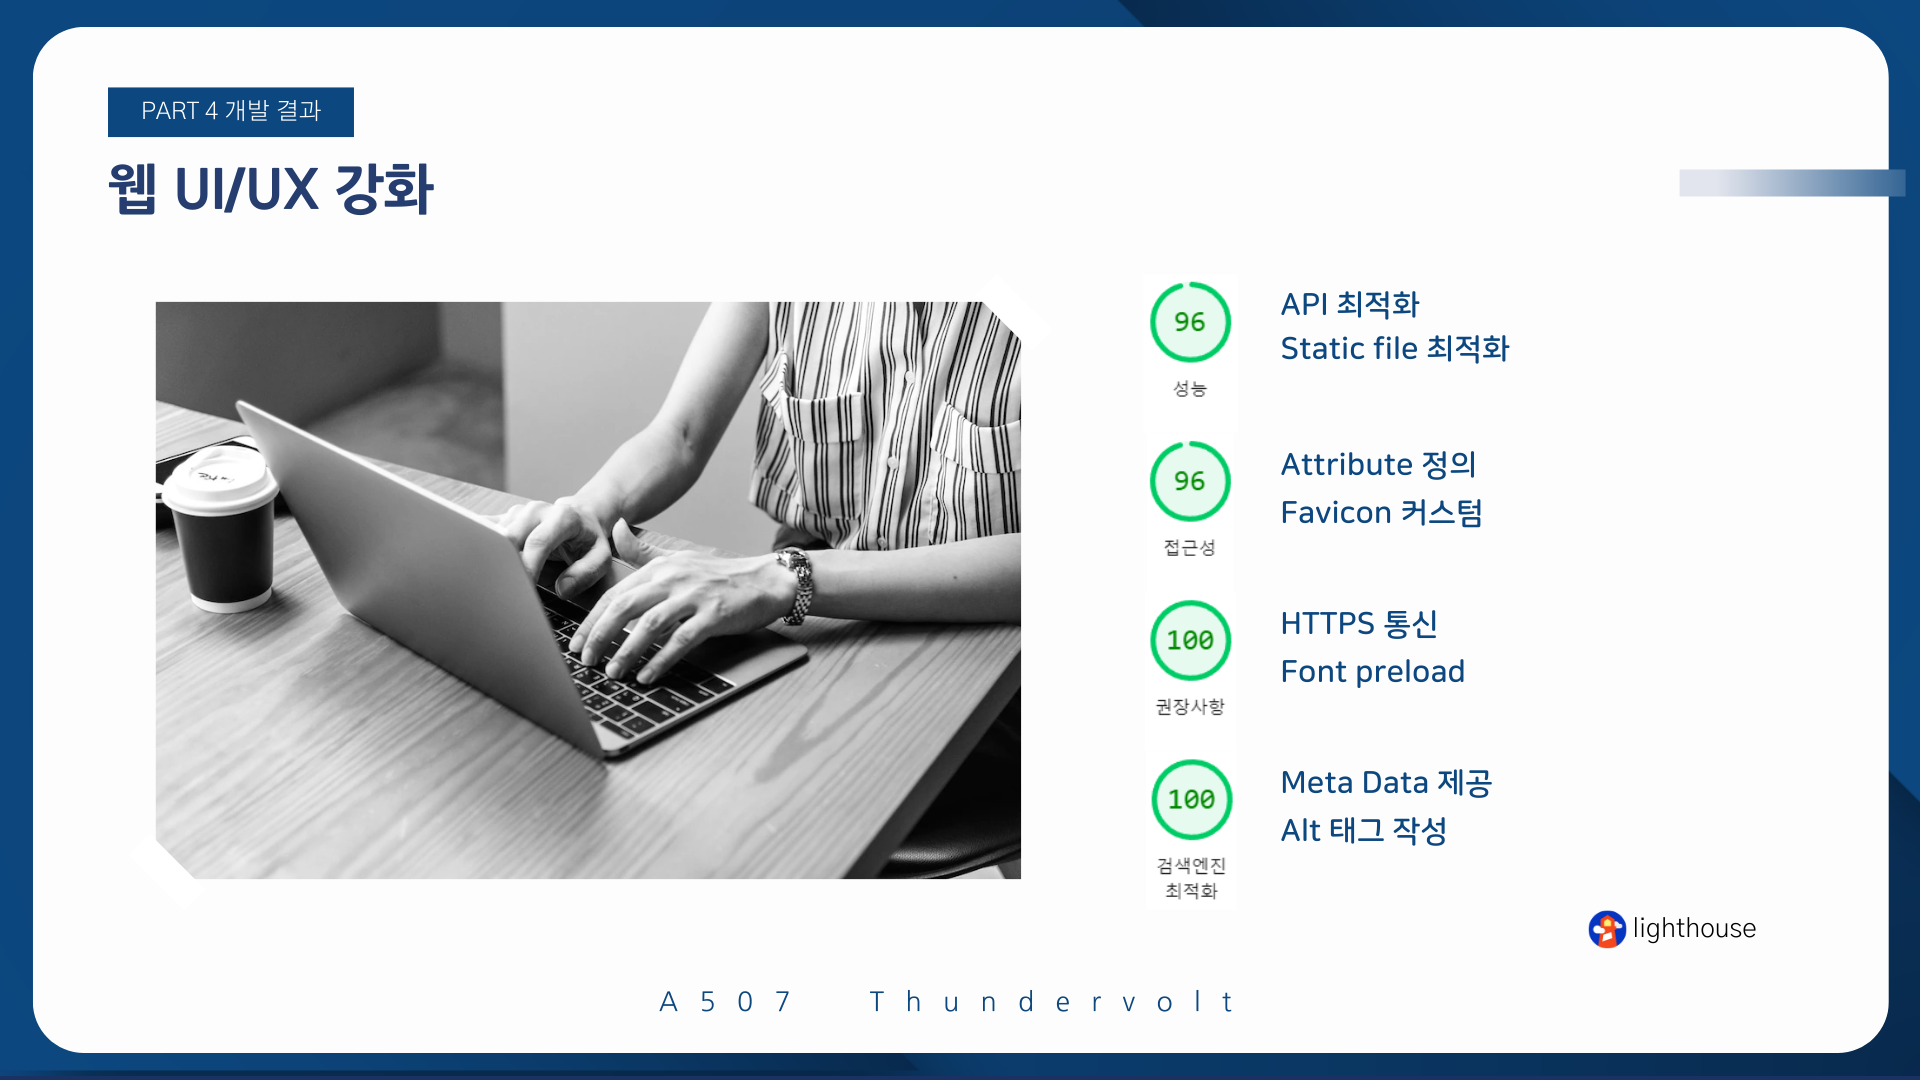 PART 4 개발 결과
웹 UI/UX 강화
96
성능
API 최적화
Static file 최적화
96
접근성
Attribute 정의
Favicon 커스텀
100
권장사항
HTTPS 통신
Font preload
100
검색엔진
최적화
Meta Data 제공
Alt 태그 작성
lighthouse
A507 Thundervolt